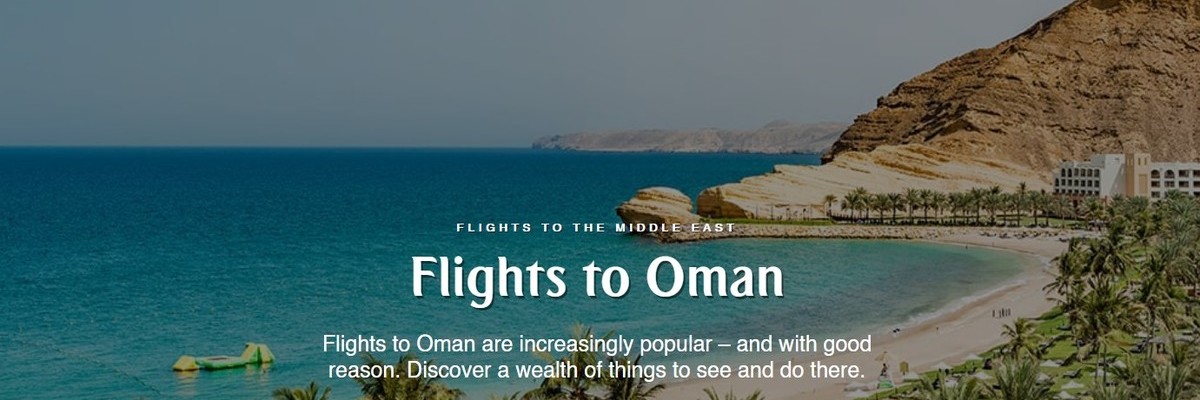 FLIGHTS TO THE MIDDLE EAST
Flights to Oman
Flights to Oman are increasingly popular – and with good
reason. Discover a wealth of things to see and do there.